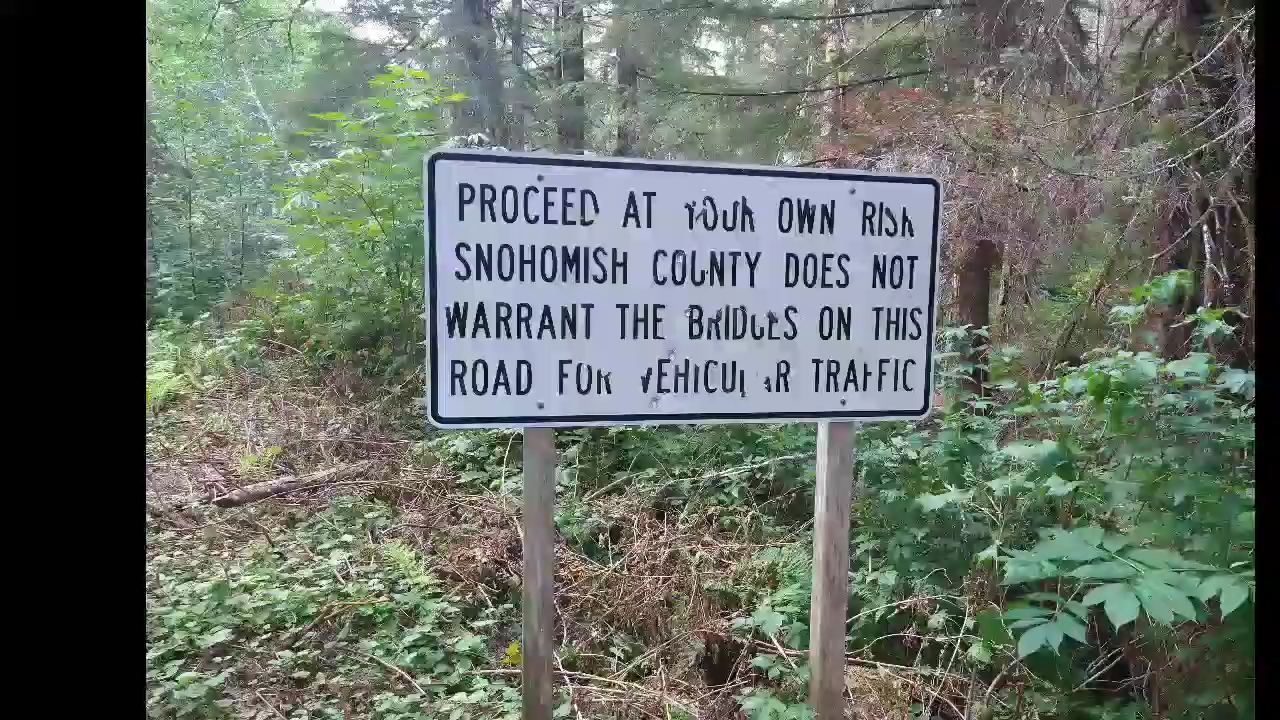 PROCEED AT YOUR OWN RISK
SNOHOMISH COUNTY DOES NOT
WARRANT THE BRIDGES ON THIS
ROAD FOR VEHICULAR TRAFFIC